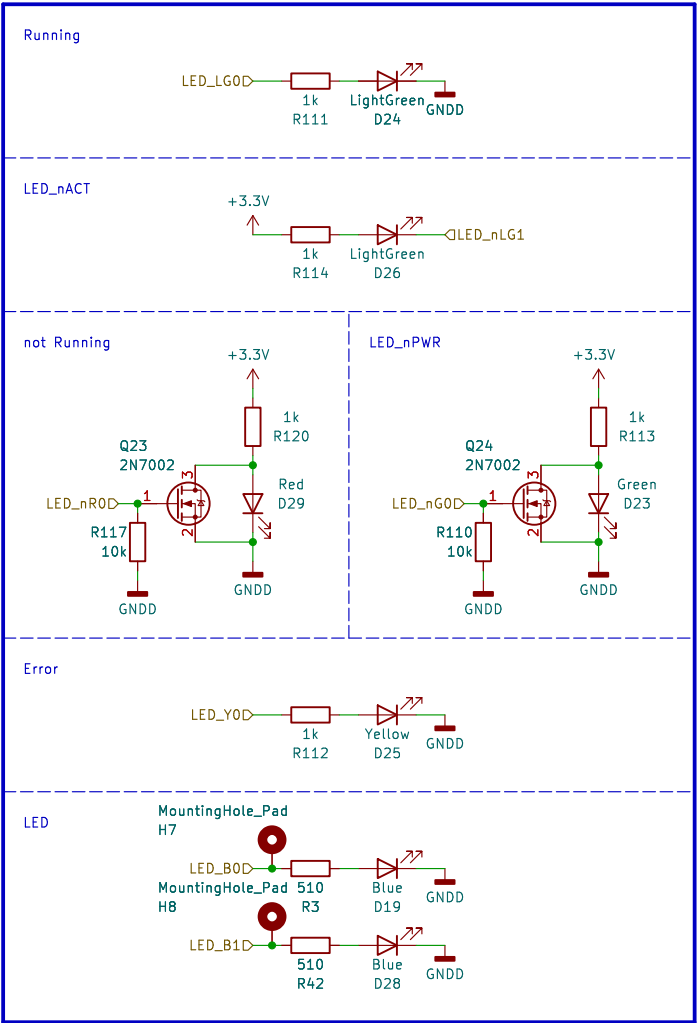 Running
LED_LG0
1k
R111
LightGreen
D24
GNDD
LED_nACT
+3.3V
1k
R114
LightGreen
D26
LED_nLG1
not Running
+3.3V
1k
R120
Q23
2N7002
3
1
2
LED_nR0
Red
D29
R117
10k
GNDD
GNDD
LED_nPWR
+3.3V
1k
R113
Q24
2N7002
3
1
2
LED_nG0
Green
D23
R110
10k
GNDD
GNDD
Error
LED_Y0
1k
R112
Yellow
D25
GNDD
LED
MountingHole_Pad
H7
LED_B0
510
R3
Blue
D19
GNDD
MountingHole_Pad
H8
LED_B1
510
R42
Blue
D28
GNDD